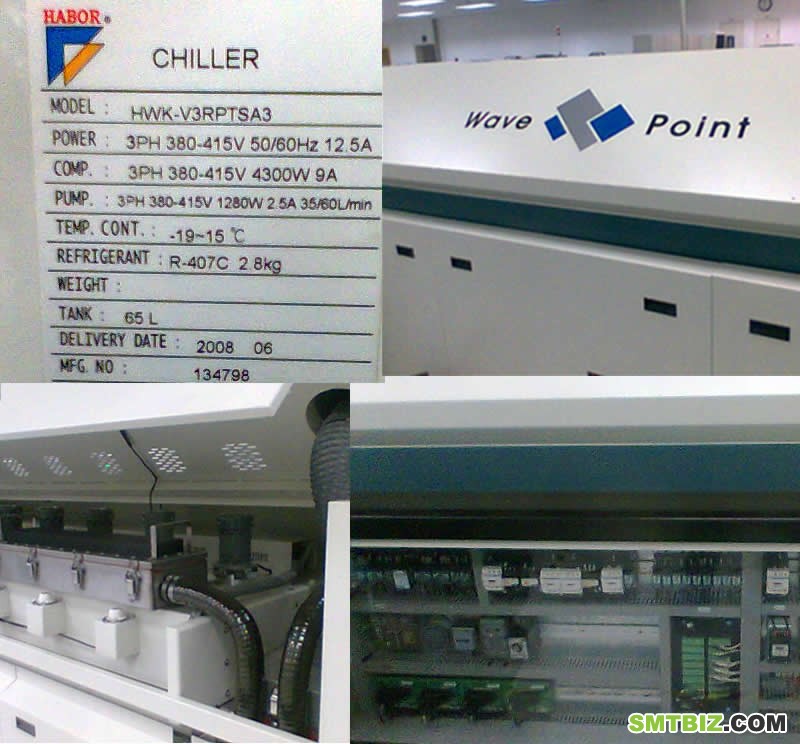 HABOR®
CHILLER
MODEL : HWK-V3RPTSA3
POWER : 3PH 380-415V 50/60Hz 12.5A
COMP. : 3PH 380-415V 4300W 9A
PUMP. : 3PH 380-415V 1280W 2.5A 35/60L/min
TEMP. CONT. : -19~15 ℃
REFRIGERANT : R-407C 2.8kg
WEIGHT :
TANK : 65 L
DELIVERY DATE : 2008 06
MFG. NO : 134798
Wave Point
SMTBIZ.COM